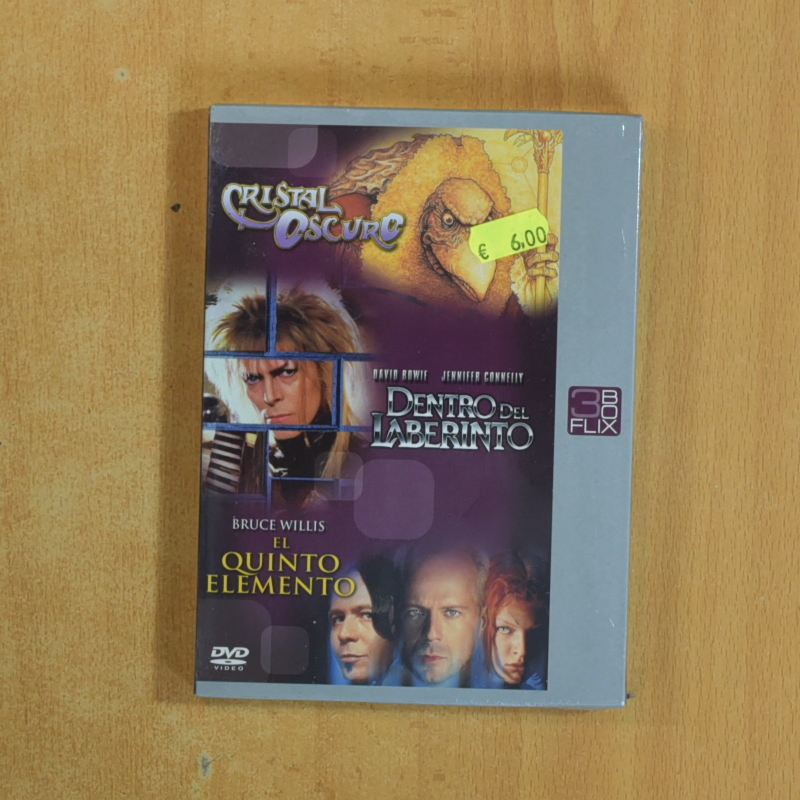 CRISTAL
OSCURO
€ 6,00
DAVID BOWIE JENNIFER CONNELLY
DENTRO DEL
LABERINTO
3 BO
FLIX
BRUCE WILLIS
EL
QUINTO
ELEMENTO
DVD
VIDEO